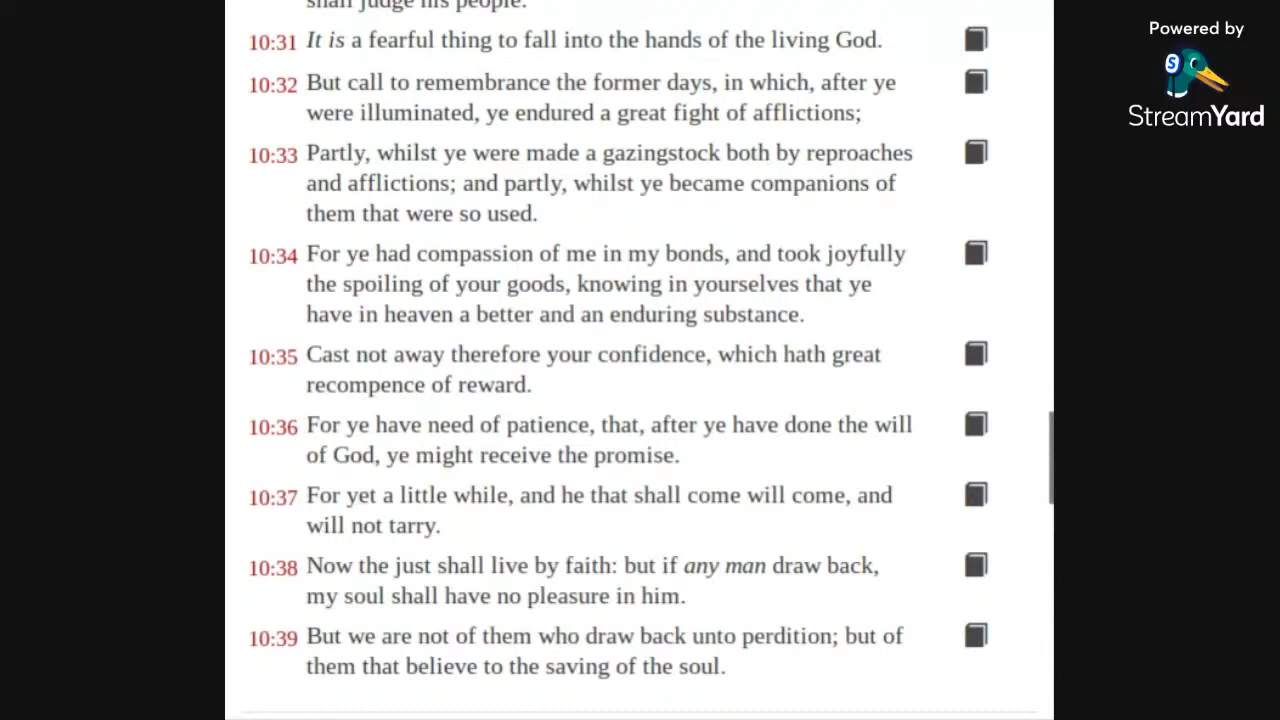 shall judge his people.
10:31 It is a fearful thing to fall into the hands of the living God.
10:32 But call to remembrance the former days, in which, after ye
were illuminated, ye endured a great fight of afflictions;
10:33 Partly, whilst ye were made a gazingstock both by reproaches
and afflictions; and partly, whilst ye became companions of
them that were so used.
10:34 For ye had compassion of me in my bonds, and took joyfully
the spoiling of your goods, knowing in yourselves that ye
have in heaven a better and an enduring substance.
10:35 Cast not away therefore your confidence, which hath great
recompence of reward.
10:36 For ye have need of patience, that, after ye have done the will
of God, ye might receive the promise.
10:37 For yet a little while, and he that shall come will come, and
will not tarry.
10:38 Now the just shall live by faith: but if any man draw back,
my soul shall have no pleasure in him.
10:39 But we are not of them who draw back unto perdition; but of
them that believe to the saving of the soul.
Powered by
S
StreamYard